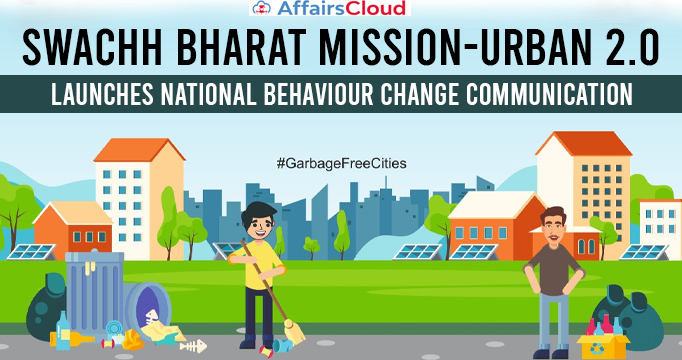 AffairsCloud
SWACHH BHARAT MISSION-URBAN 2.0
LAUNCHES NATIONAL BEHAVIOUR CHANGE COMMUNICATION
#GarbageFreeCities